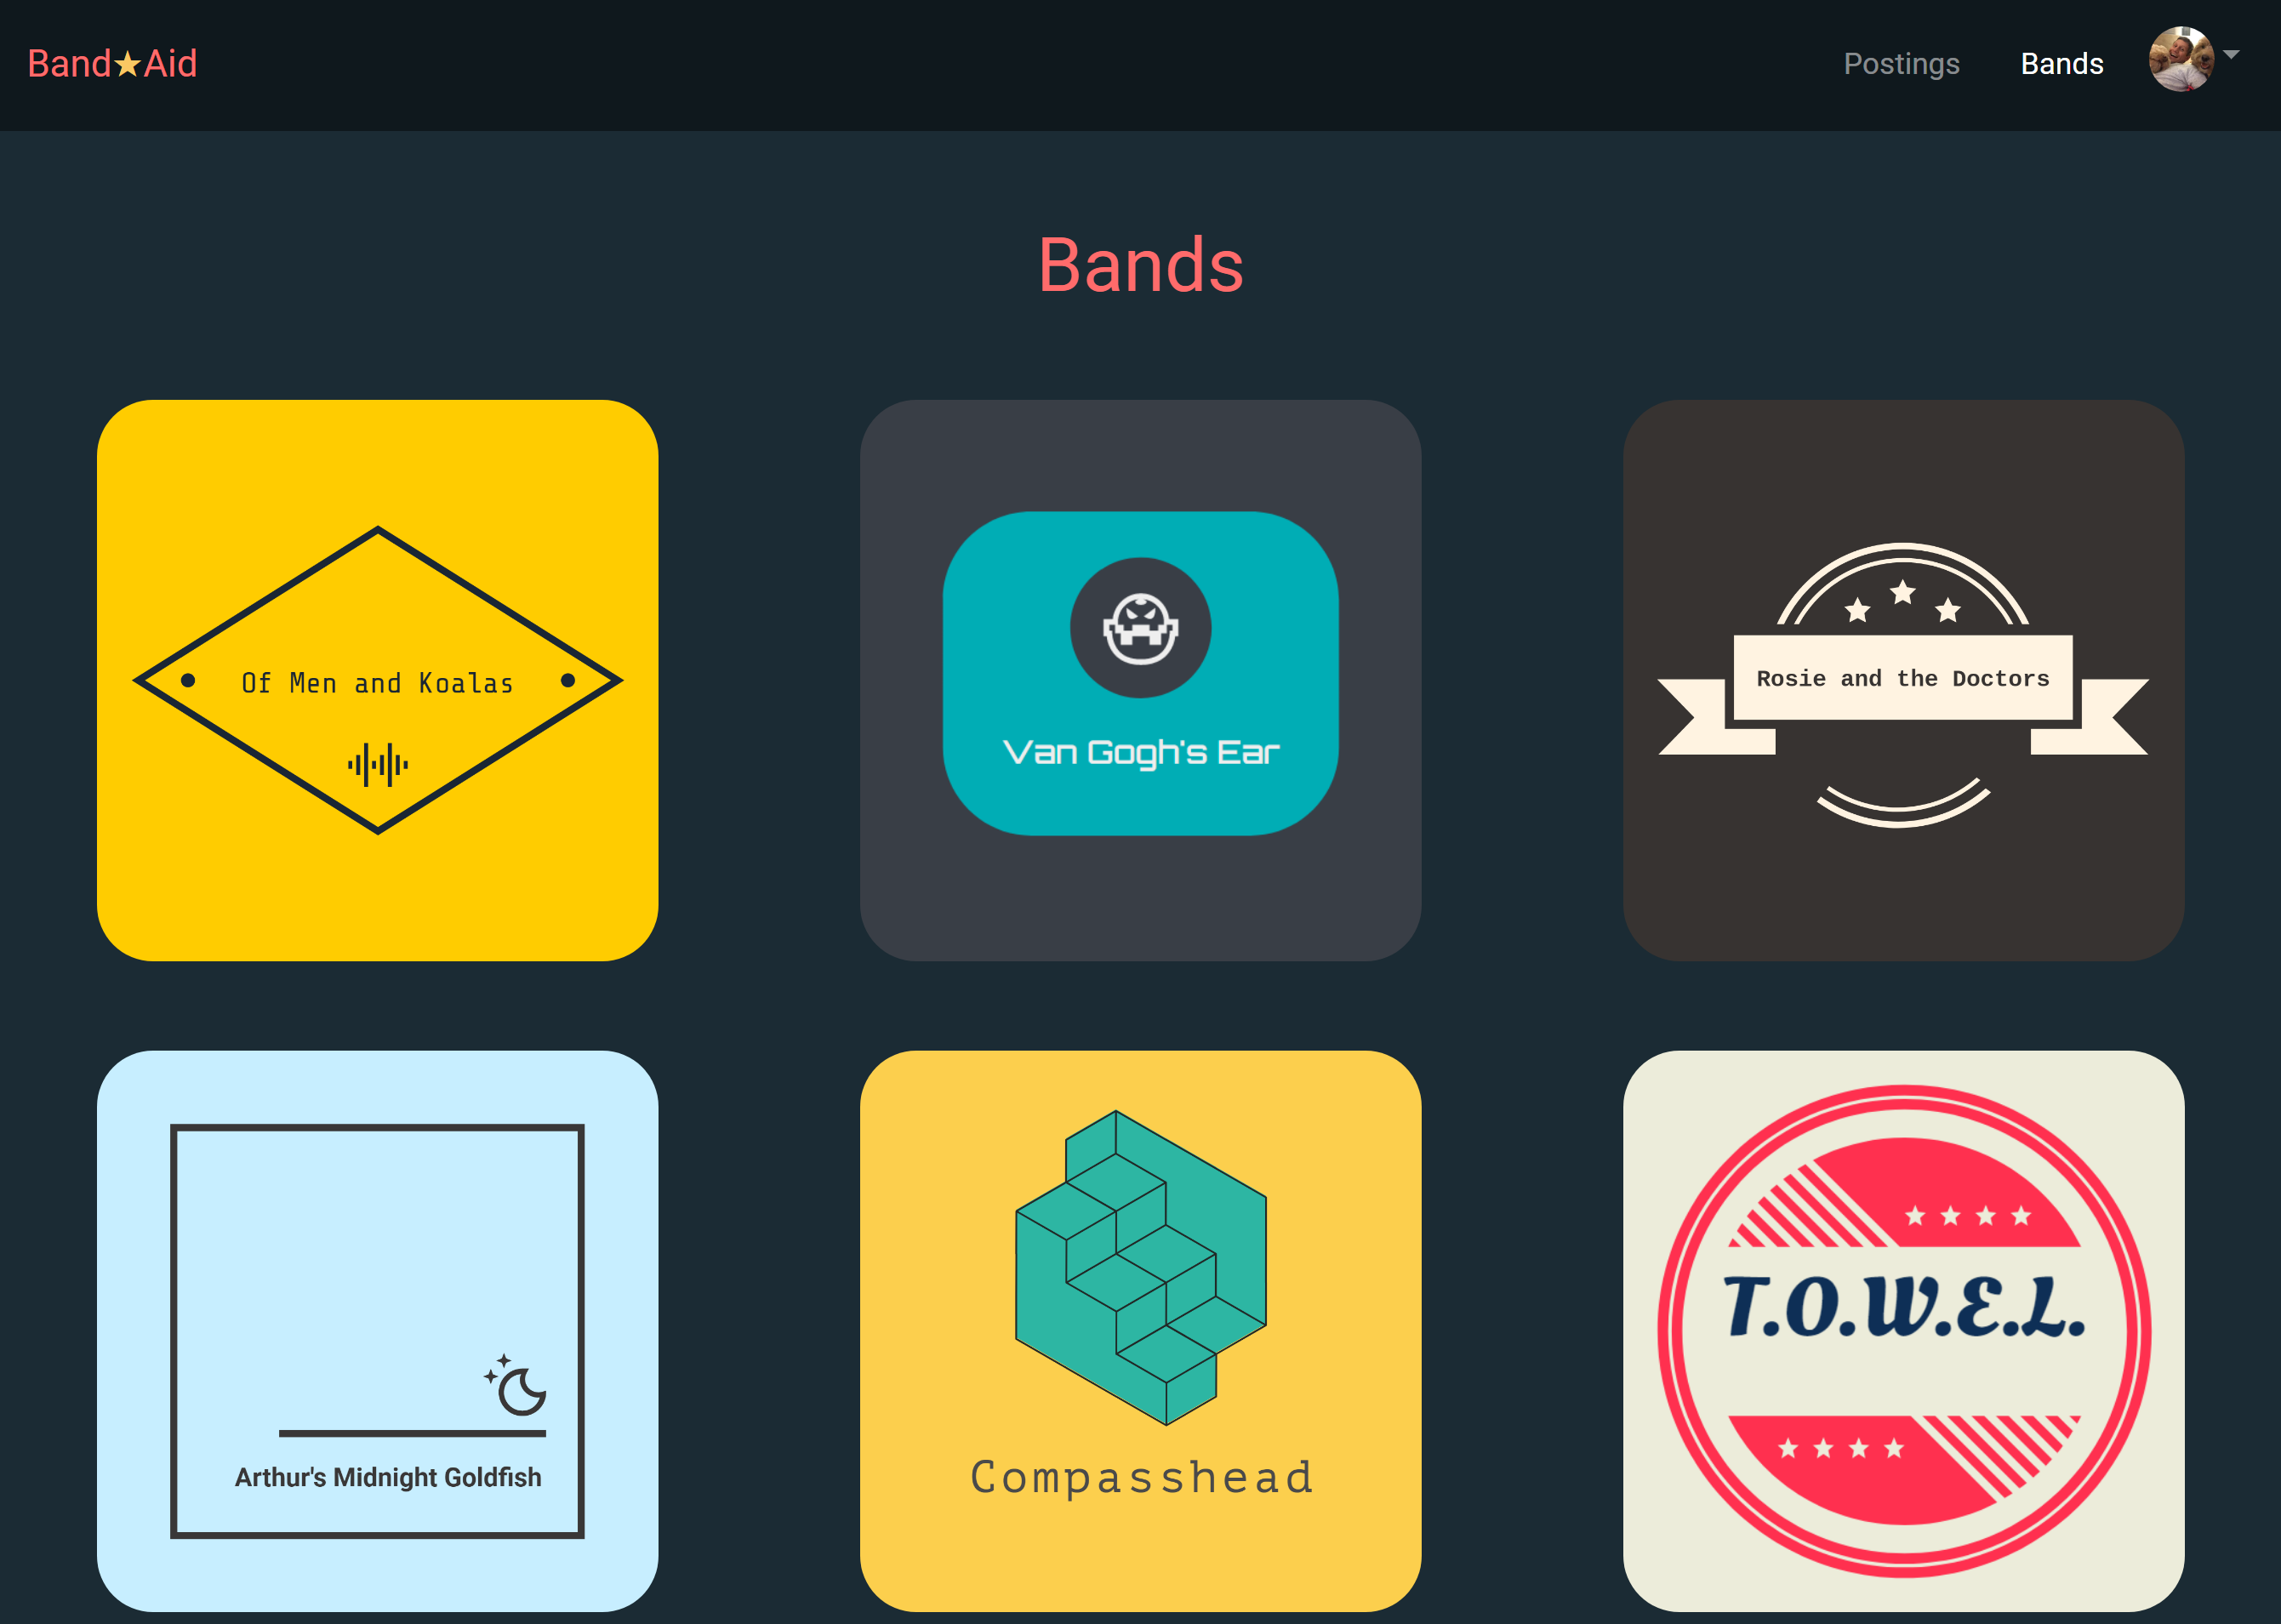 Band★Aid
Postings
Bands
Bands
Of Men and Koalas
Van Gogh's Ear
Rosie and the Doctors
Arthur's Midnight Goldfish
Compasshead
T.O.W.E.L.